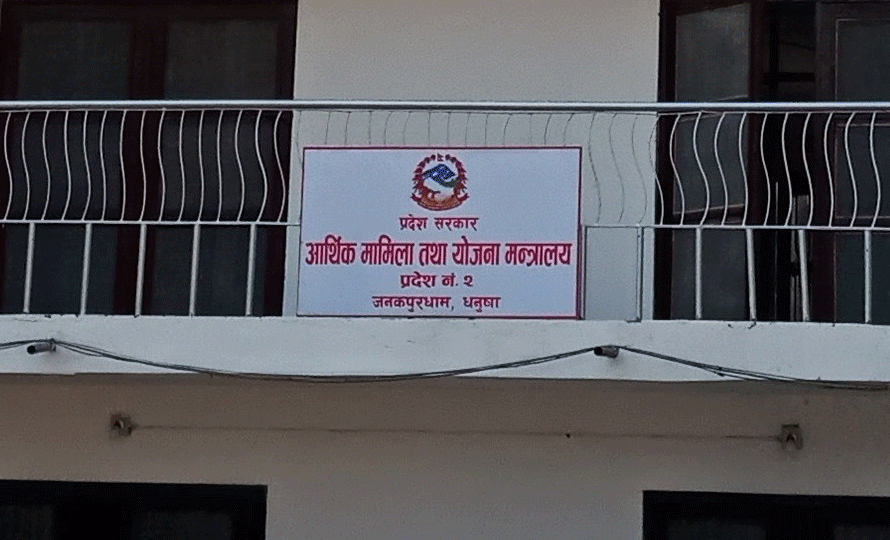 प्रदेश सरकार
आर्थिक मामिला तथा योजना मन्त्रालय
प्रदेश नं. २
जनकपुरधाम, धनुषा